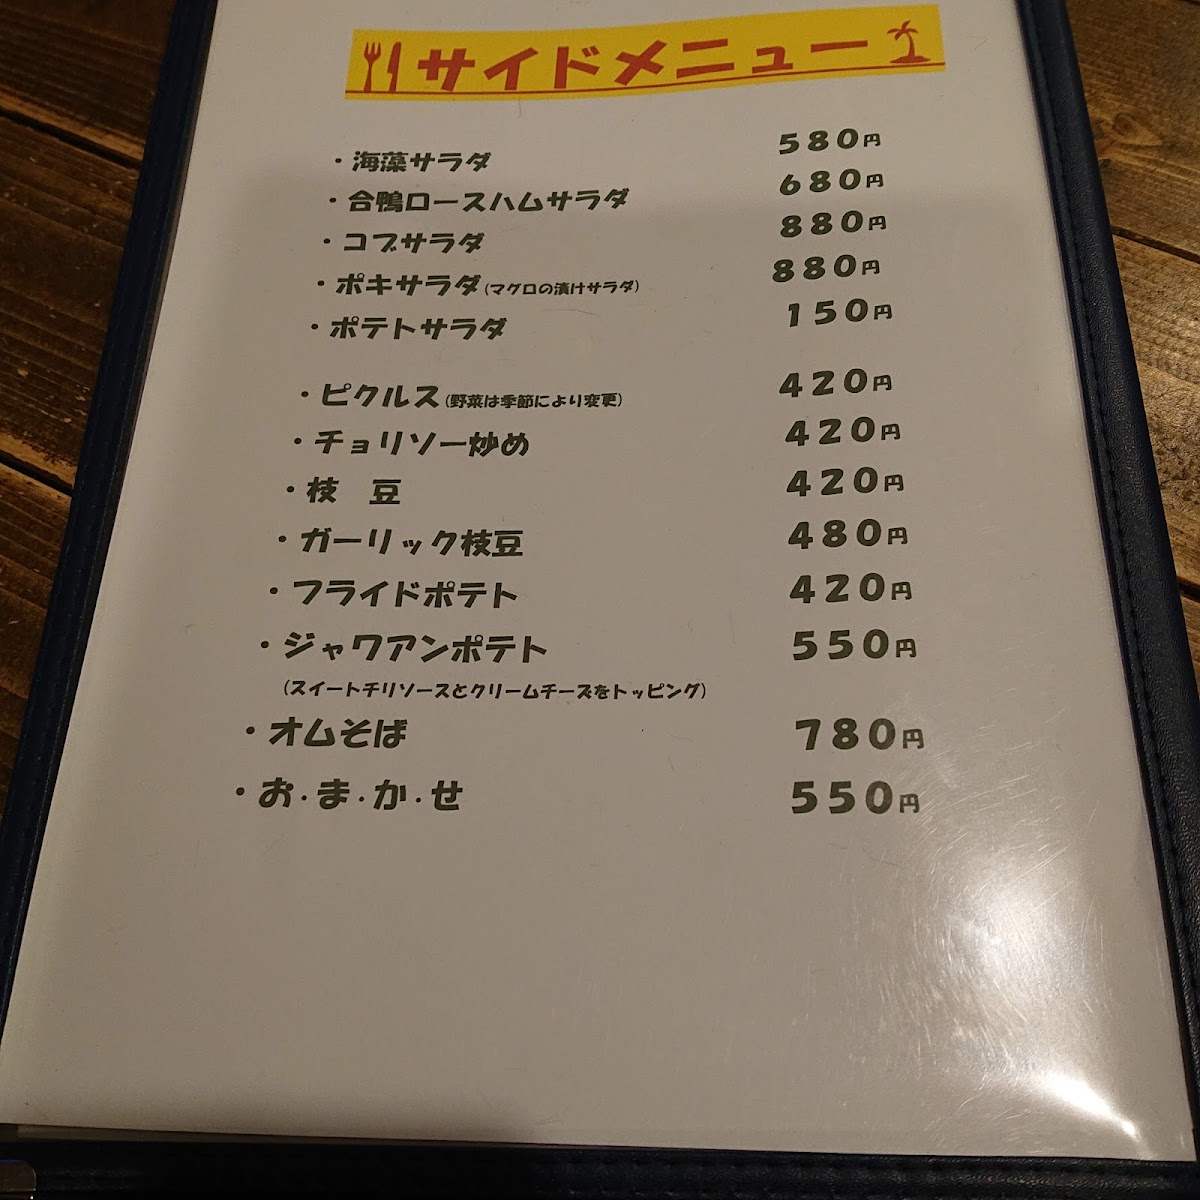 サイドメニュー
・海藻サラダ 580円
・合鴨ロースハムサラダ 680円
・コブサラダ 880円
・ポキサラダ(マグロの漬けサラダ) 880円
・ポテトサラダ 150円
・ピクルス(野菜は季節により変更) 420円
・チョリソー炒め 420円
・枝　豆 420円
・ガーリック枝豆 480円
・フライドポテト 420円
・ジャワアンポテト 550円
(スイートチリソースとクリームチーズをトッピング)
・オムそば 780円
・お・ま・か・せ 550円